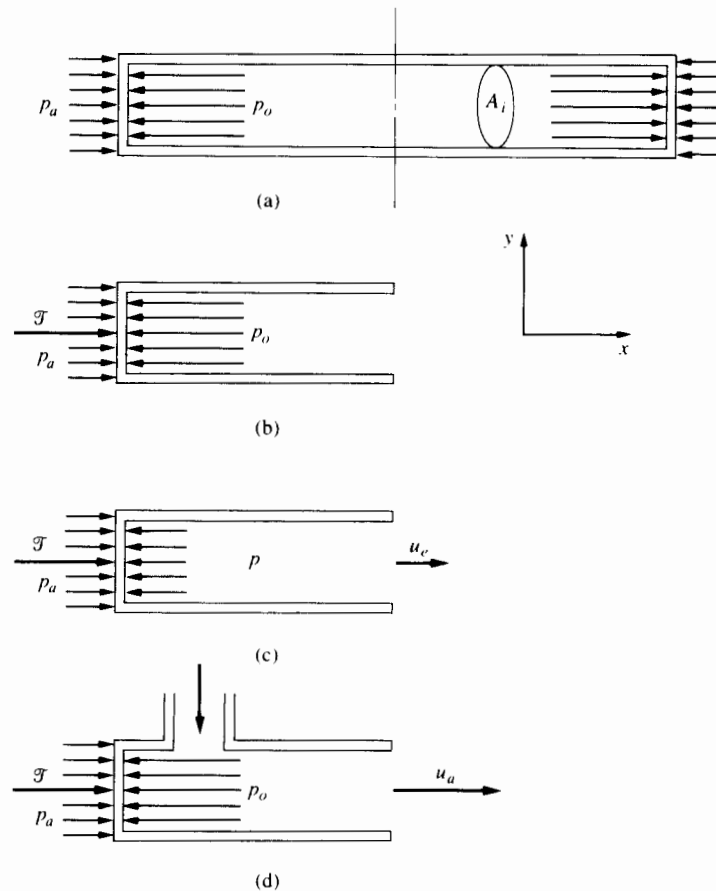 p_a
p_o
A_i
(a)
y
x
𝒯
p_a
p_o
(b)
𝒯
p_a
p
u_e
(c)
𝒯
p_a
p_o
u_a
(d)